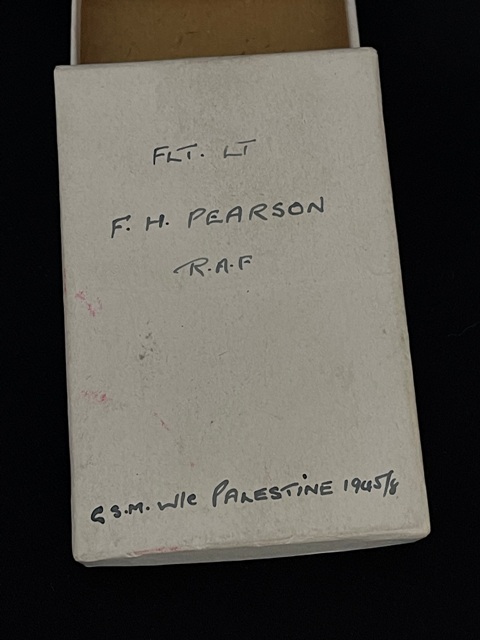 FLT. LT
F. H. PEARSON
R.A.F
G.S.M. W/C PALESTINE 1945/8